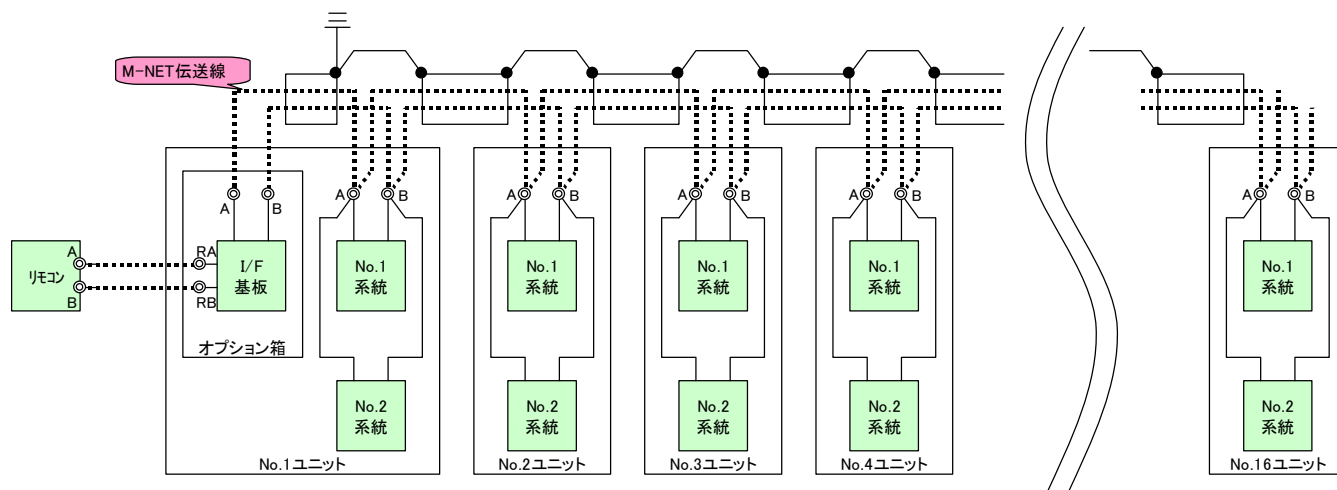 M-NET伝送線
A
B
A
B
A
B
A
B
A
B
A
B
リモコン
A
B
RA
RB
I/F
基板
No.1
系統
No.1
系統
No.1
系統
No.1
系統
No.1
系統
オプション箱
No.2
系統
No.2
系統
No.2
系統
No.2
系統
No.2
系統
No.1ユニット
No.2ユニット
No.3ユニット
No.4ユニット
No.16ユニット